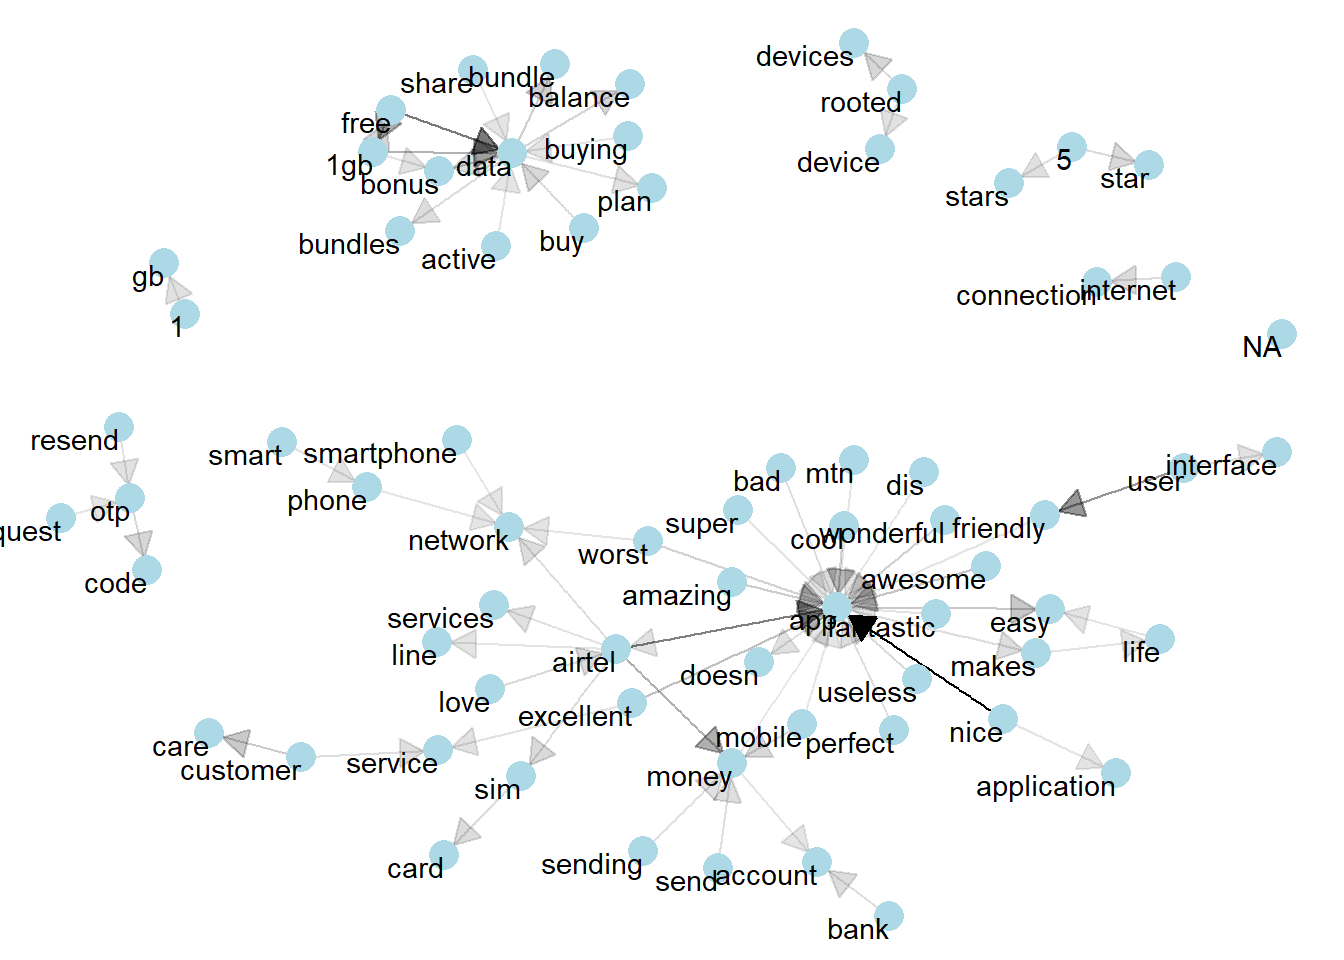 devices
share
bundle
balance
rooted
free
buying
device
5
1gb
data
bonus
star
plan
stars
bundles
buy
active
gb
connection
internet
1
NA
resend
smart
smartphone
interface
bad
mtn
user
dis
phone
otp
super
friendly
quest
network
cool
wonderful
worst
code
awesome
amazing
services
app
fantastic
easy
line
airtel
makes
life
doesn
love
useless
excellent
nice
care
customer
service
mobile
perfect
money
sim
application
card
sending
send
account
bank